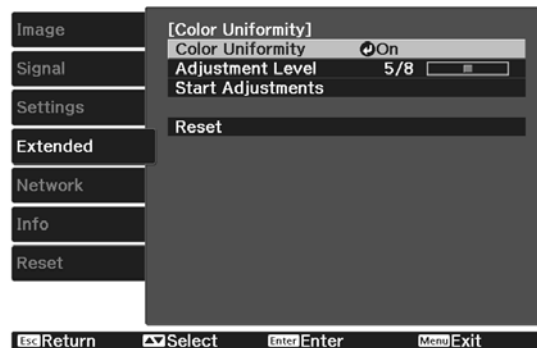 Image
Signal
Settings
Extended
Network
Info
Reset
[Color Uniformity]
Color Uniformity On
Adjustment Level 5/8
Start Adjustments
Reset
Esc Return Select Enter Enter Menu Exit